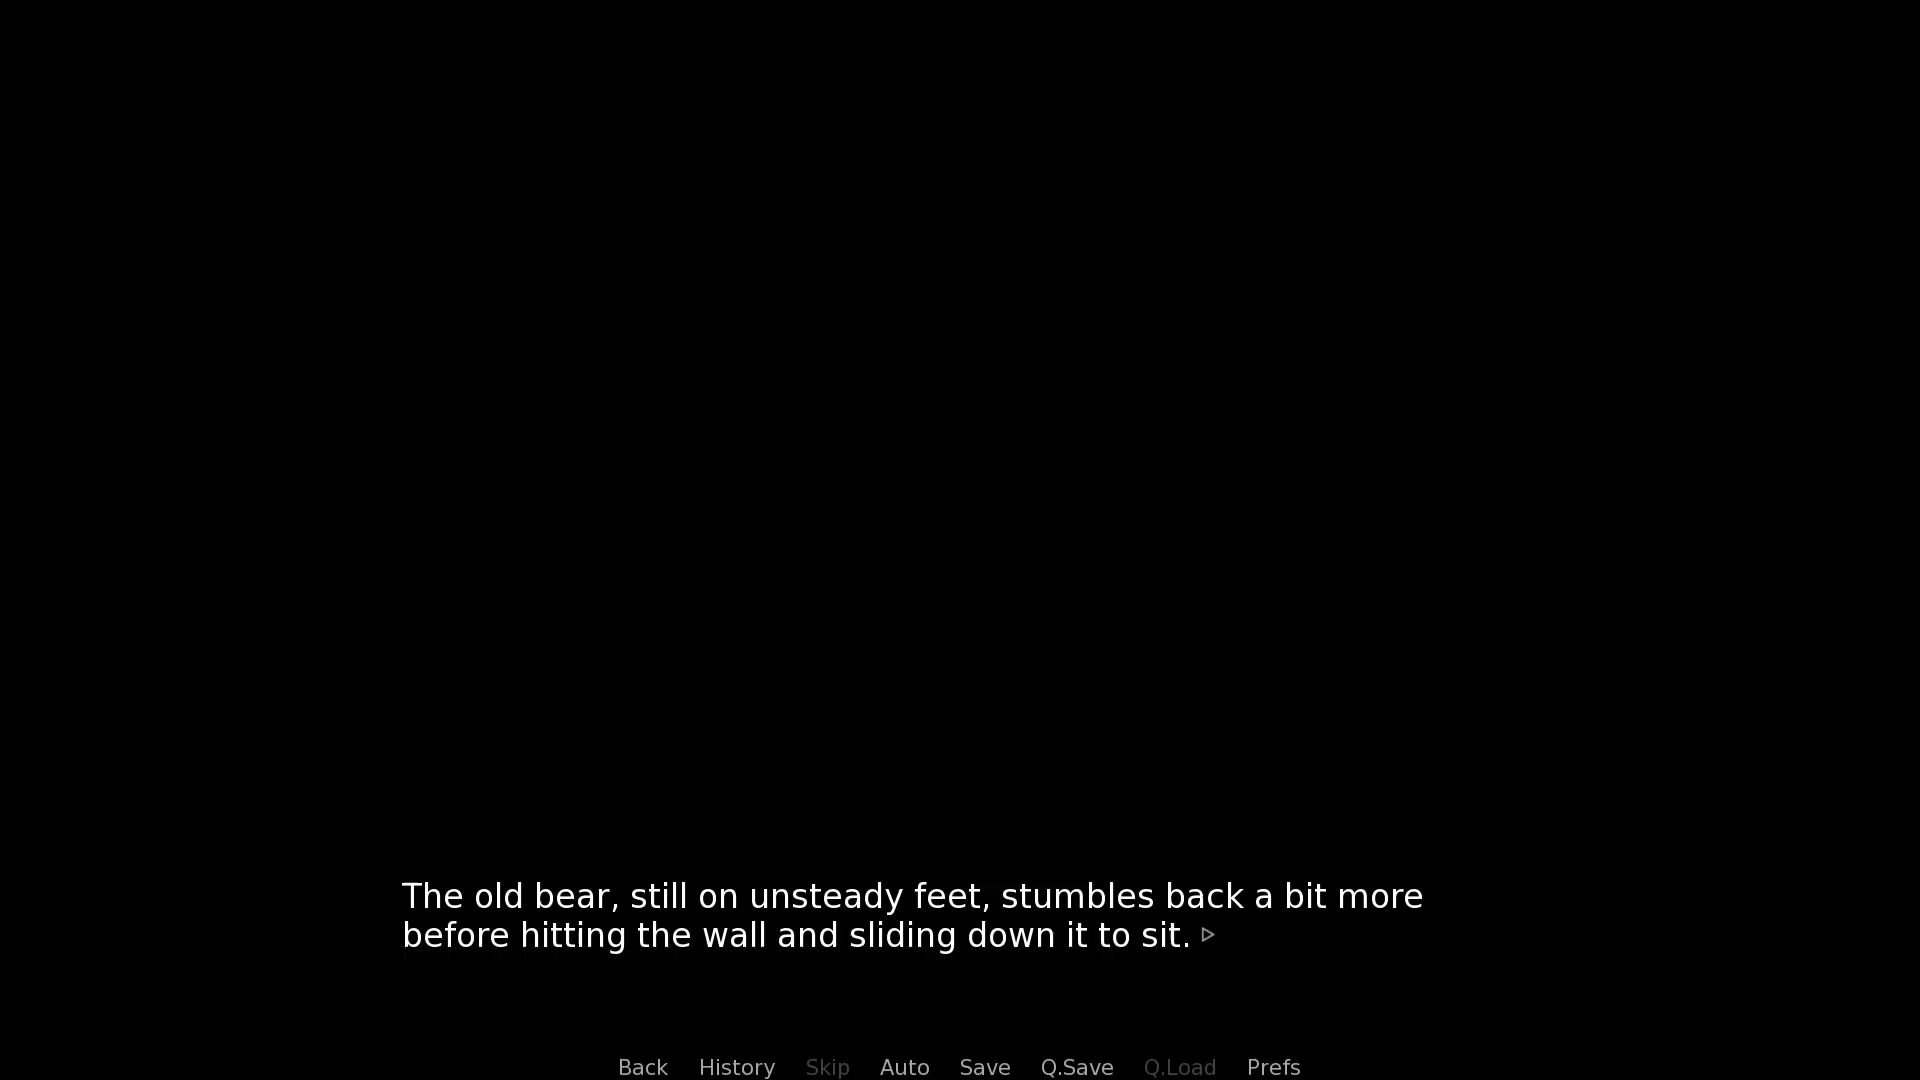 The old bear, still on unsteady feet, stumbles back a bit more
before hitting the wall and sliding down it to sit.
Back History Skip Auto Save Q.Save Q.Load Prefs